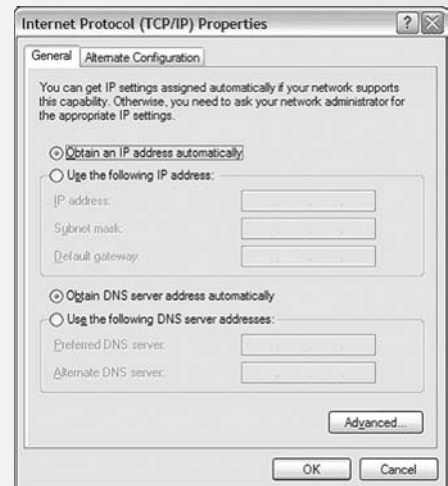 Internet Protocol (TCP/IP) Properties
General
Alternate Configuration
You can get IP settings assigned automatically if your network supports
this capability. Otherwise, you need to ask your network administrator for
the appropriate IP settings.
Obtain an IP address automatically
Use the following IP address:
IP address:
Subnet mask:
Default gateway:
Obtain DNS server address automatically
Use the following DNS server addresses:
Preferred DNS server:
Alternate DNS server:
Advanced...
OK
Cancel